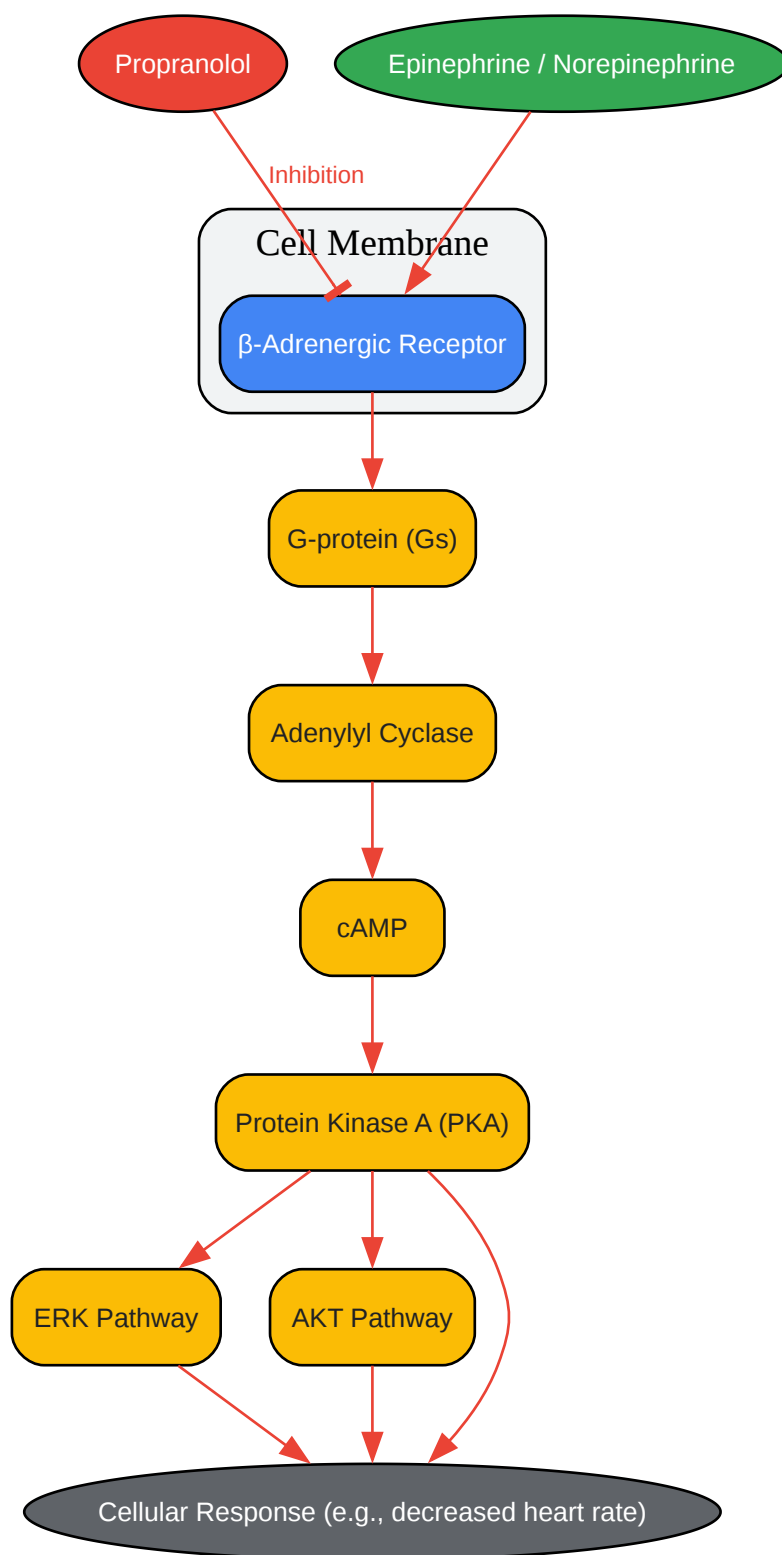 Propranolol
Epinephrine / Norepinephrine
Inhibition
Cell Membrane
β-Adrenergic Receptor
G-protein (Gs)
Adenylyl Cyclase
cAMP
Protein Kinase A (PKA)
ERK Pathway
AKT Pathway
Cellular Response (e.g., decreased heart rate)